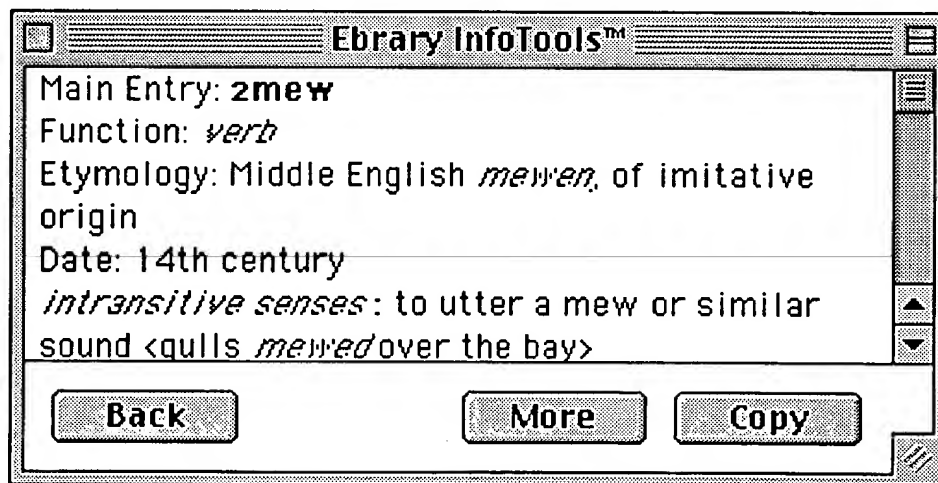 Ebrary InfoTools™
Main Entry: 2mew
Function: verb
Etymology: Middle English mewen, of imitative
origin
Date: 14th century
intransitive senses: to utter a mew or similar
sound <gulls mewed over the bay>
Back More Copy